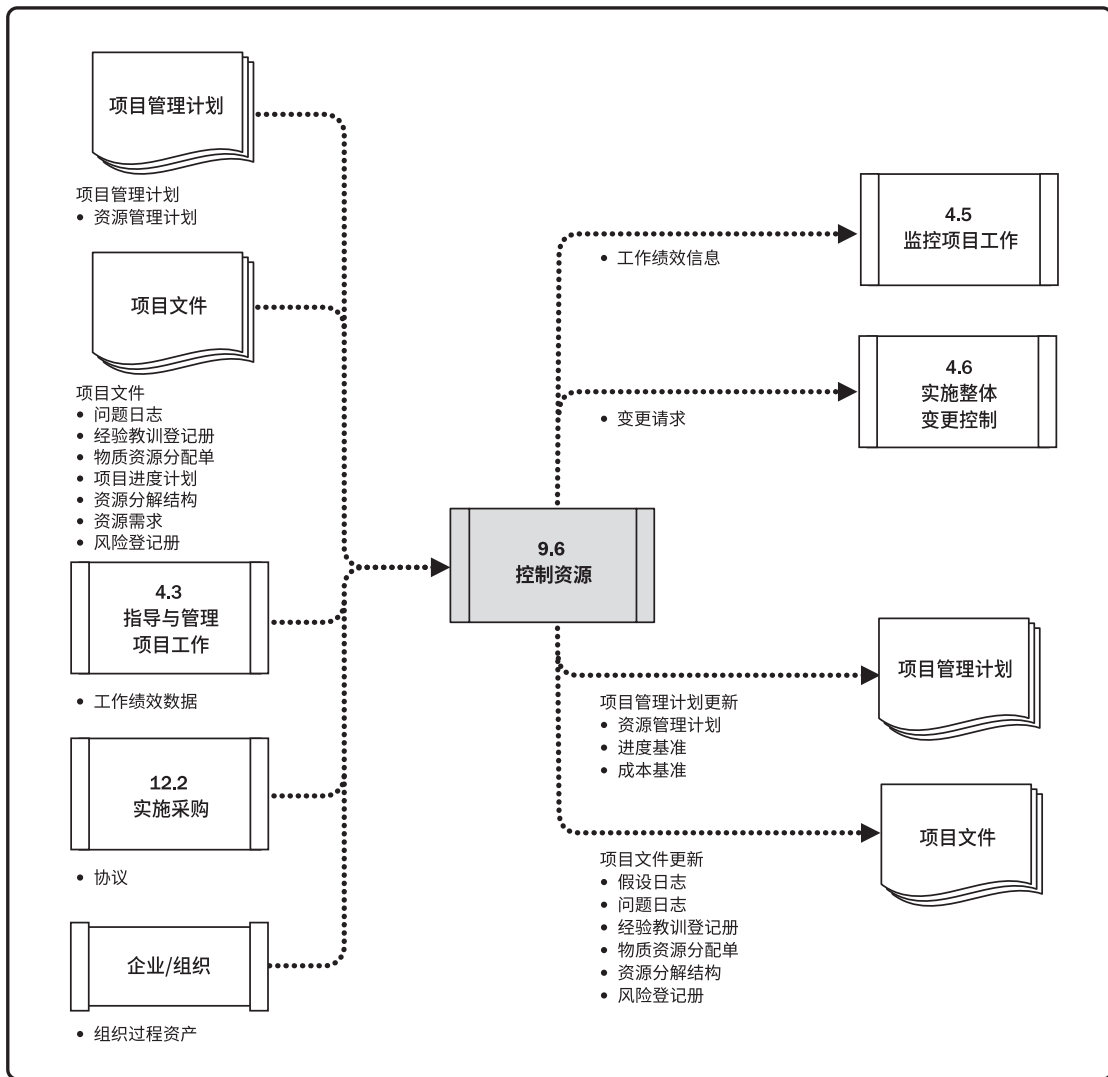 项目管理计划
项目管理计划
• 资源管理计划
项目文件
项目文件
• 问题日志
• 经验教训登记册
• 物质资源分配单
• 项目进度计划
• 资源分解结构
• 资源需求
• 风险登记册
4.3
指导与管理
项目工作
• 工作绩效数据
12.2
实施采购
• 协议
企业/组织
• 组织过程资产
9.6
控制资源
4.5
监控项目工作
• 工作绩效信息
4.6
实施整体
变更控制
• 变更请求
项目管理计划
项目管理计划更新
• 资源管理计划
• 进度基准
• 成本基准
项目文件
项目文件更新
• 假设日志
• 问题日志
• 经验教训登记册
• 物质资源分配单
• 资源分解结构
• 风险登记册